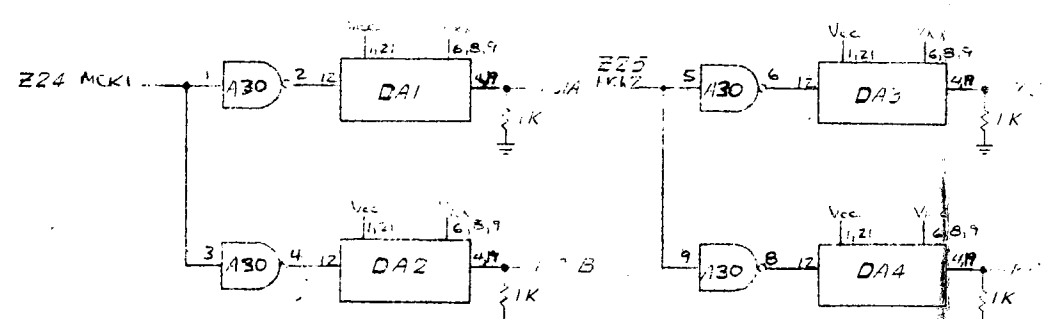 Vcc
1,21
6,8,9
Z24 MCK1
1
A30
2
12
DA1
4,19
1K
Vcc
1,21
6,8,9
Z25
5
A30
6
12
DA3
4,19
1K
Vcc
1,21
6,8,9
3
A30
4
12
DA2
4,19
B
1K
Vcc
1,21
6,8,9
9
A30
8
12
DA4
4,19
1K